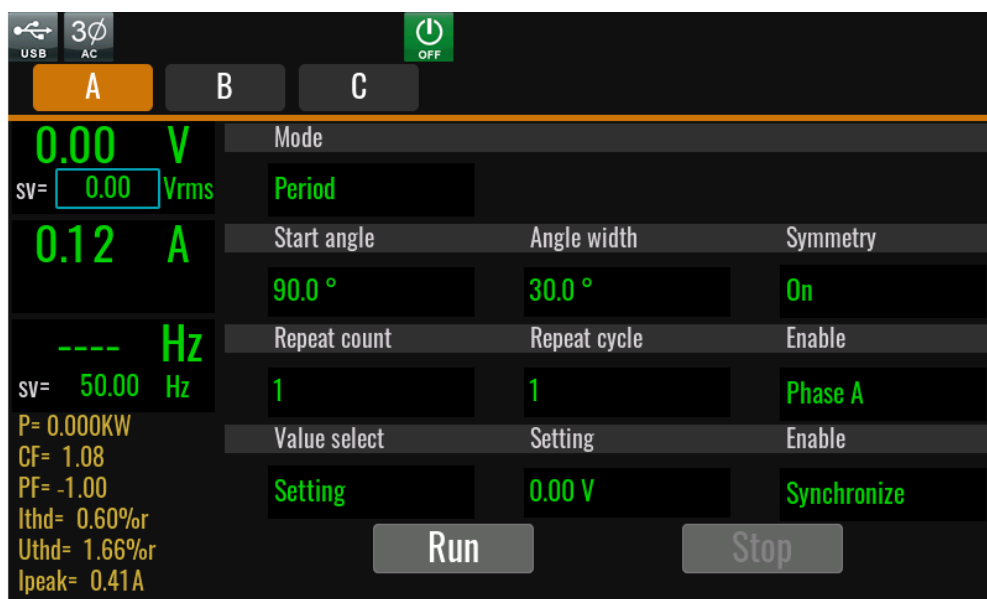 USB 3Ø AC OFF
A B C
0.00 V
sv= 0.00 Vrms
0.12 A
---- Hz
sv= 50.00 Hz
P= 0.000KW
CF= 1.08
PF= -1.00
Ithd= 0.60%r
Uthd= 1.66%r
Ipeak= 0.41A
Mode
Period
Start angle Angle width Symmetry
90.0 ° 30.0 ° On
Repeat count Repeat cycle Enable
1 1 Phase A
Value select Setting Enable
Setting 0.00 V Synchronize
Run Stop